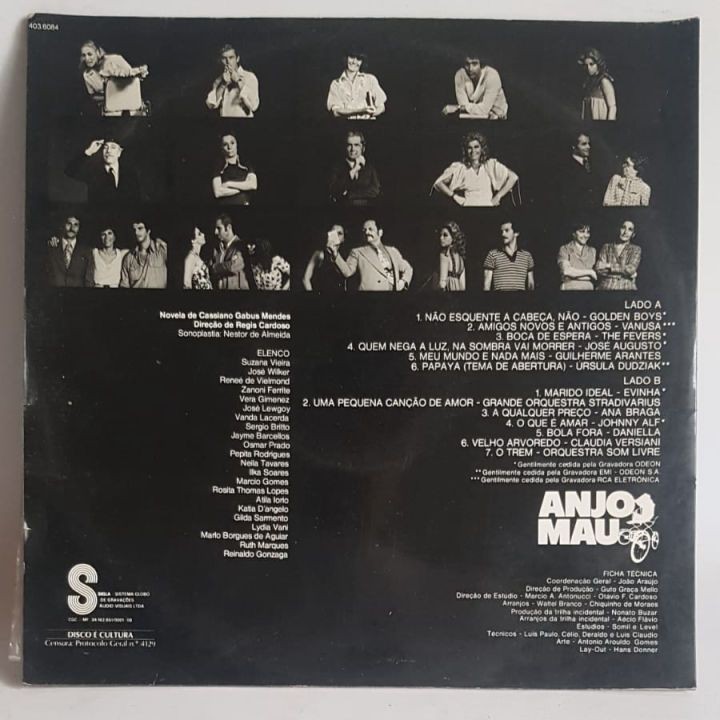 403.6084
Novela de Cassiano Gabus Mendes
Direção de Regis Cardoso
Sonoplastia: Nestor de Almeida
ELENCO
Suzana Vieira
José Wilker
Reneé de Vielmond
Zanoni Ferrite
Vera Gimenez
José Lewgoy
Vanda Lacerda
Sergio Britto
Jayme Barcellos
Osmar Prado
Pepita Rodrigues
Neila Tavares
Ilka Soares
Marcio Gomes
Rosita Thomas Lopes
Atila Iorio
Katia D'angelo
Gilda Sarmento
Lydia Vani
Mario Borgues de Aguiar
Ruth Marques
Reinaldo Gonzaga
LADO A
1. NÃO ESQUENTE A CABEÇA, NÃO - GOLDEN BOYS*
2. AMIGOS NOVOS E ANTIGOS - VANUSA***
3. BOCA DE ESPERA - THE FEVERS*
4. QUEM NEGA A LUZ, NA SOMBRA VAI MORRER - JOSÉ AUGUSTO*
5. MEU MUNDO E NADA MAIS - GUILHERME ARANTES
6. PAPAYA (TEMA DE ABERTURA) - ÚRSULA DUDZIAK**
LADO B
1. MARIDO IDEAL - EVINHA*
2. UMA PEQUENA CANÇÃO DE AMOR - GRANDE ORQUESTRA STRADIVARIUS
3. A QUALQUER PREÇO - ANA BRAGA
4. O QUE É AMAR - JOHNNY ALF*
5. BOLA FORA - DANIELLA
6. VELHO ARVOREDO - CLAUDIA VERSIANI
7. O TREM - ORQUESTRA SOM LIVRE
* Gentilmente cedida pela Gravadora ODEON
** Gentilmente cedida pela Gravadora EMI - ODEON S.A.
*** Gentilmente cedida pela Gravadora RCA ELETRÔNICA
ANJO
MAU
FICHA TÉCNICA
Coordenação Geral - João Araújo
Direção de Produção - Guto Graça Mello
Direção de Estúdio - Marcio A. Antonucci - Otavio F. Cardoso
Arranjos - Waltel Branco - Chiquinho de Moraes
Produção da trilha incidental - Nonato Buzar
Arranjos da trilha incidental - Aécio Flávio
Estúdios - Somil e Level
Técnicos - Luis Paulo, Célio, Deraldo e Luis Claudio
Arte - Antonio Arouldo Gomes
Lay-Out - Hans Donner
S
SIGLA SISTEMA GLOBO
DE GRAVAÇÕES
ÁUDIO-VISUAIS LTDA
DISCO É CULTURA
Censura: Protocolo Geral nº 4129